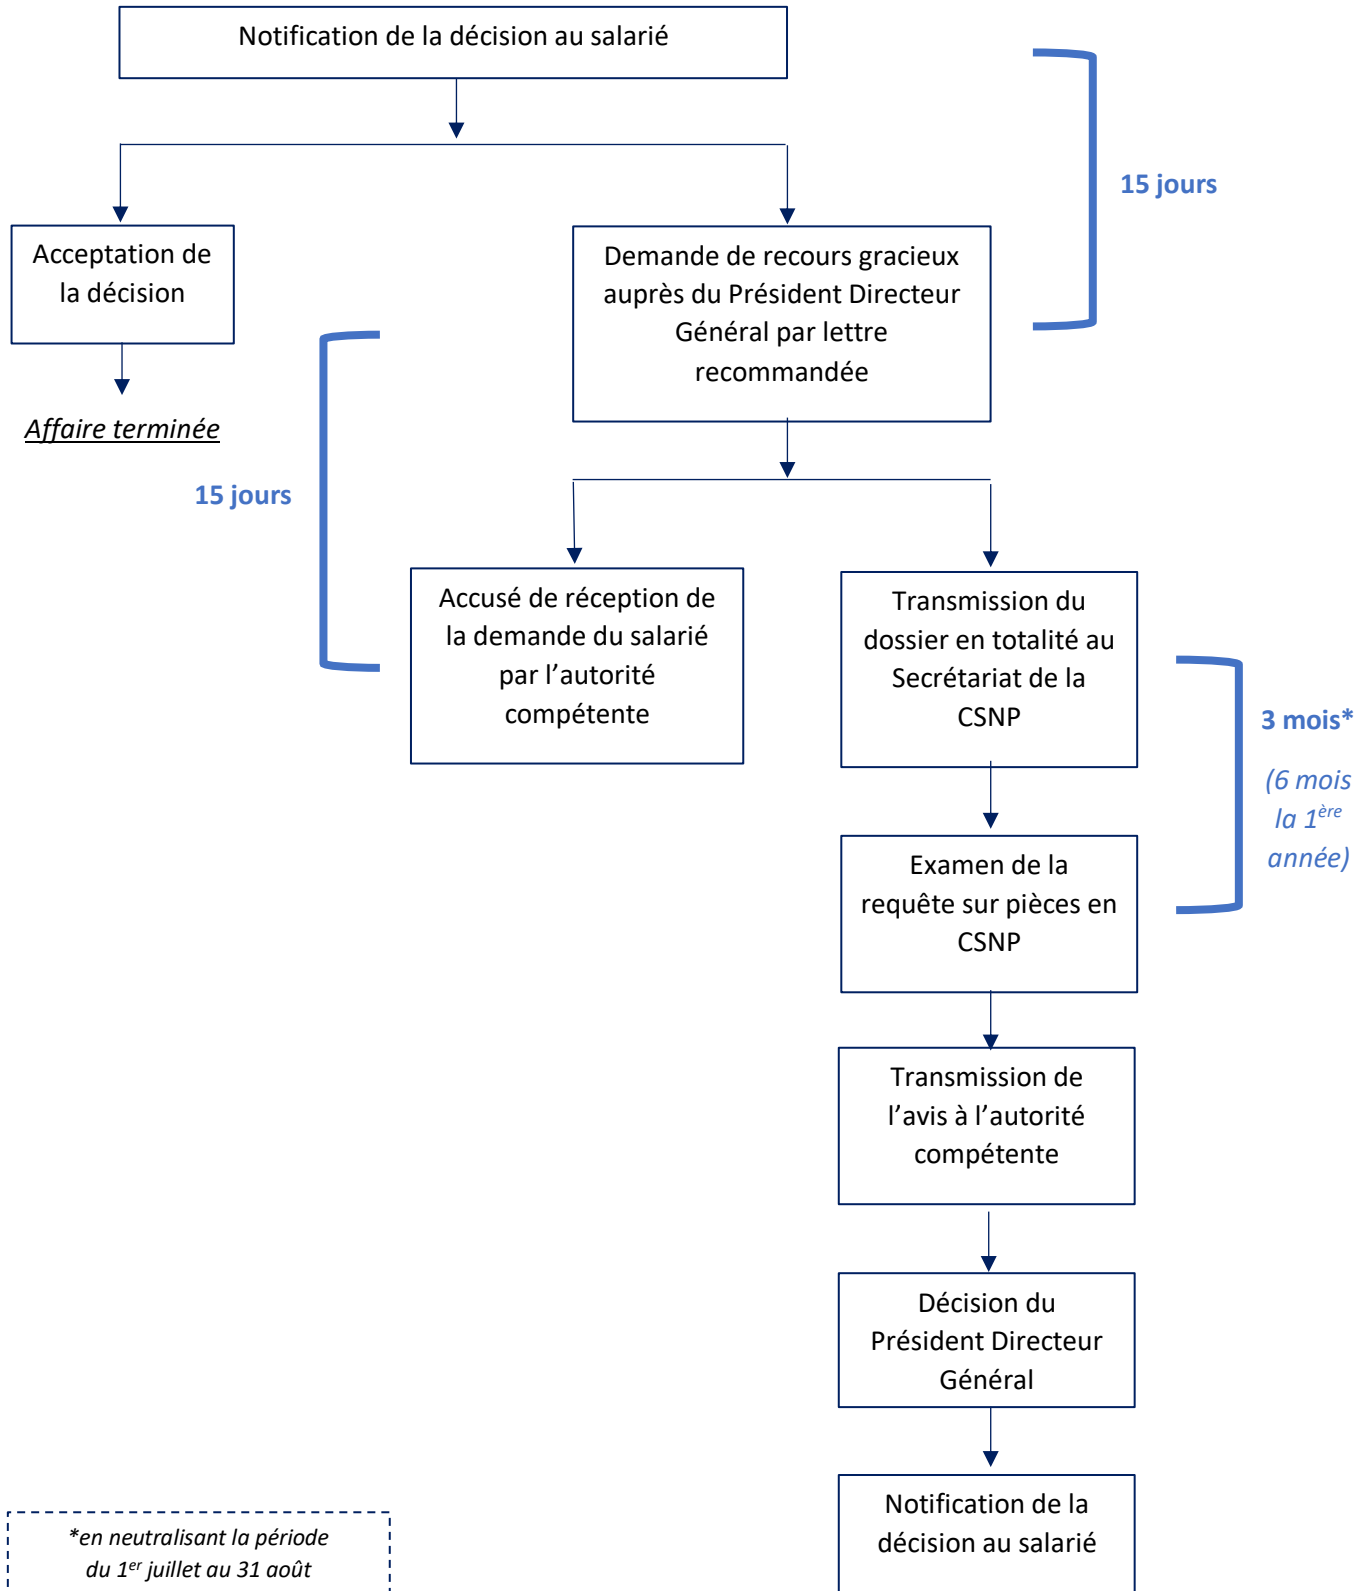 Notification de la décision au salarié
15 jours
Acceptation de
la décision
Affaire terminée
Demande de recours gracieux
auprès du Président Directeur
Général par lettre
recommandée
15 jours
Accusé de réception de
la demande du salarié
par l’autorité
compétente
Transmission du
dossier en totalité au
Secrétariat de la
CSNP
3 mois*
(6 mois
la 1ère
année)
Examen de la
requête sur pièces en
CSNP
Transmission de
l’avis à l’autorité
compétente
Décision du
Président Directeur
Général
Notification de la
décision au salarié
*en neutralisant la période
du 1er juillet au 31 août